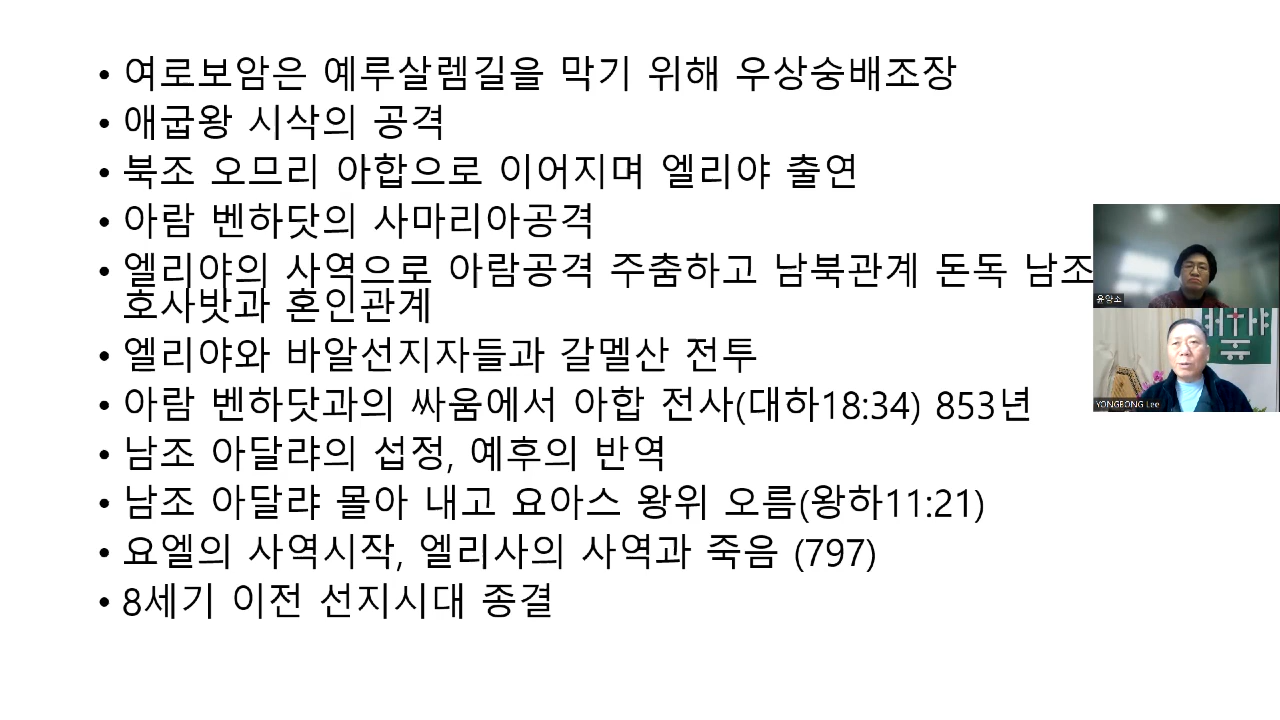 • 여로보암은 예루살렘길을 막기 위해 우상숭배조장
• 애굽왕 시삭의 공격
• 북조 오므리 아합으로 이어지며 엘리야 출연
• 아람 벤하닷의 사마리아공격
• 엘리야의 사역으로 아람공격 주춤하고 남북관계 돈독 남조
호사밧과 혼인관계
• 엘리야와 바알선지자들과 갈멜산 전투
• 아람 벤하닷과의 싸움에서 아합 전사(대하18:34) 853년
• 남조 아달랴의 섭정, 예후의 반역
• 남조 아달랴 몰아 내고 요아스 왕위 오름(왕하11:21)
• 요엘의 사역시작, 엘리사의 사역과 죽음 (797)
• 8세기 이전 선지시대 종결
YONGBONG Lee